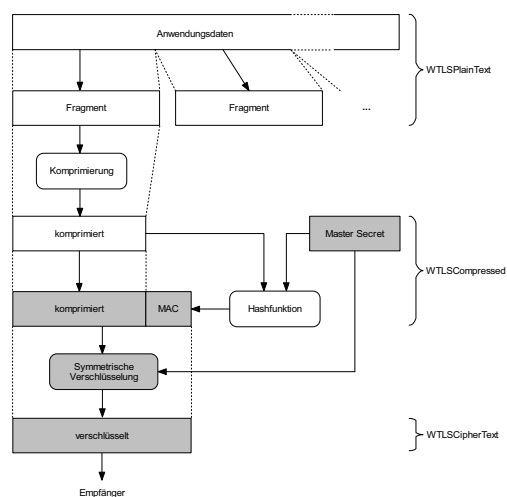 Anwendungsdaten
WTLSPlainText
Fragment
Fragment
...
Komprimierung
komprimiert
Master Secret
WTLSCompressed
komprimiert
MAC
Hashfunktion
Symmetrische
Verschlüsselung
verschlüsselt
WTLSCipherText
Empfänger